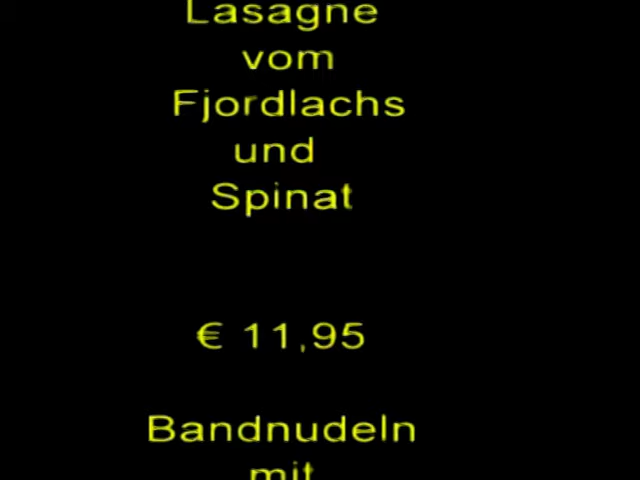 Lasagne
vom
Fjordlachs
und
Spinat
€ 11,95
Bandnudeln
mit